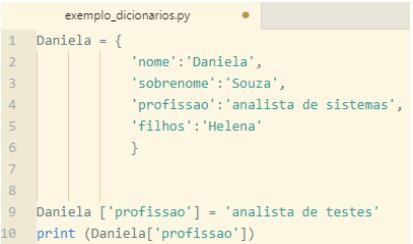 exemplo_dicionarios.py
1 Daniela = {
2 'nome':'Daniela',
3 'sobrenome':'Souza',
4 'profissao':'analista de sistemas',
5 'filhos':'Helena'
6 }
7
8
9 Daniela ['profissao'] = 'analista de testes'
10 print (Daniela['profissao'])